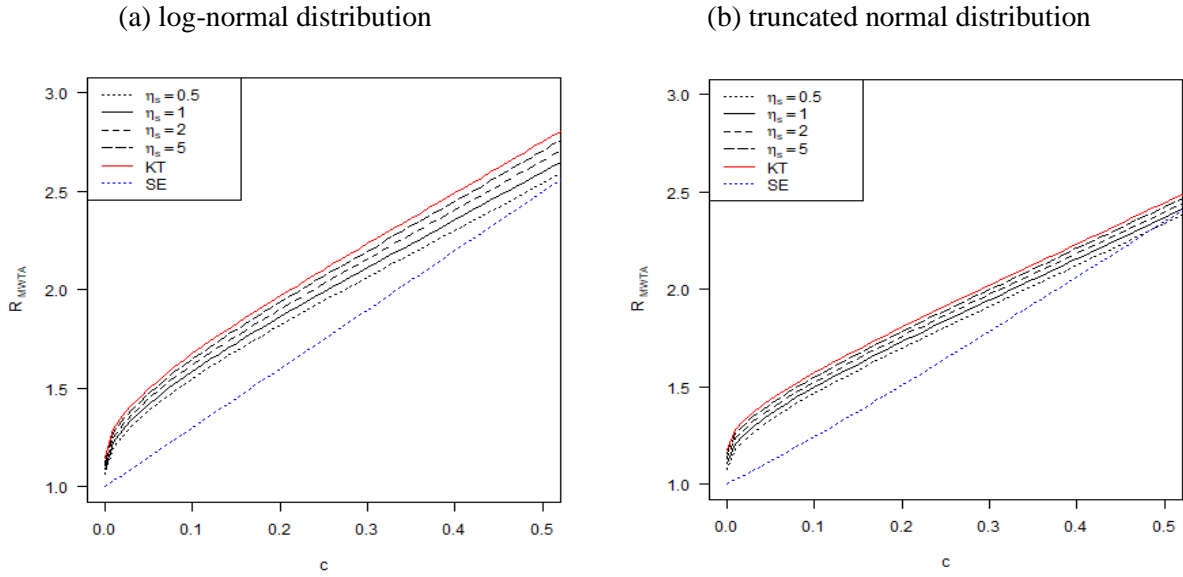 (a) log-normal distribution
(b) truncated normal distribution
3.0
2.5
2.0
1.5
1.0
R_MWTA
ηs = 0.5
ηs = 1
ηs = 2
ηs = 5
KT
SE
0.0 0.1 0.2 0.3 0.4 0.5
c
3.0
2.5
2.0
1.5
1.0
R_MWTA
ηs = 0.5
ηs = 1
ηs = 2
ηs = 5
KT
SE
0.0 0.1 0.2 0.3 0.4 0.5
c